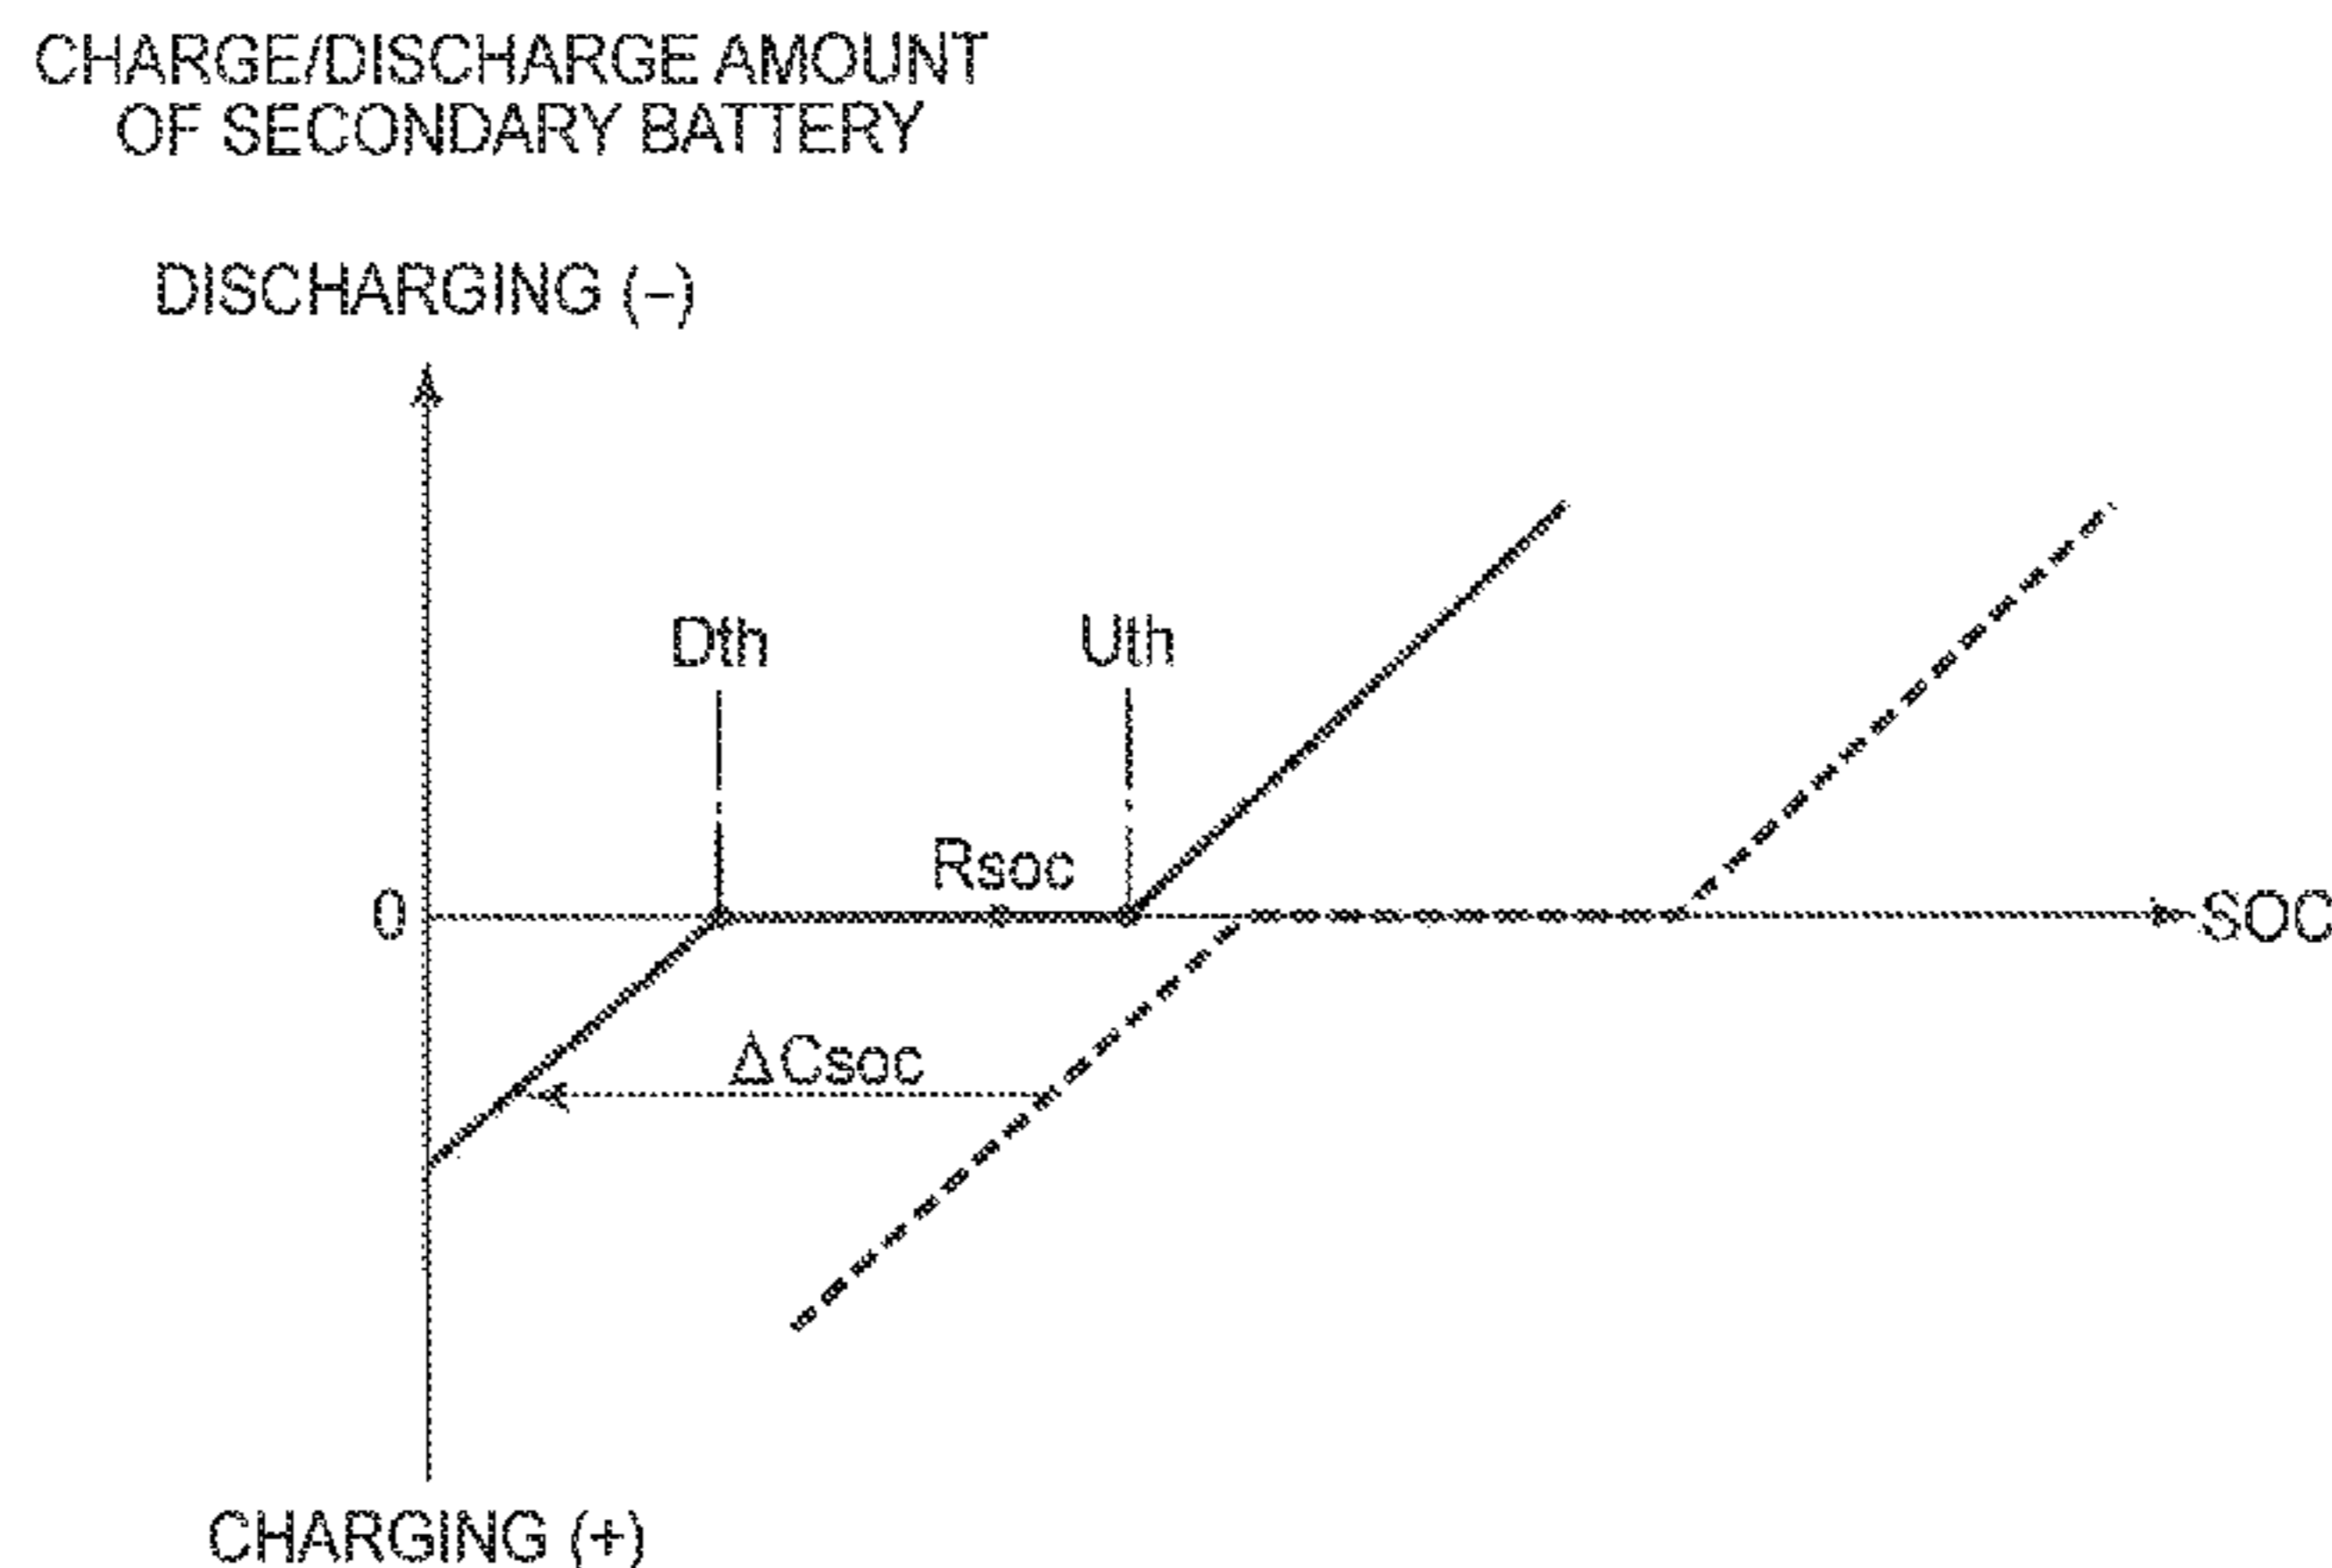 CHARGE/DISCHARGE AMOUNT
OF SECONDARY BATTERY
DISCHARGING (–)
Dth
Uth
Rsoc
0
SOC
ΔCsoc
CHARGING (+)